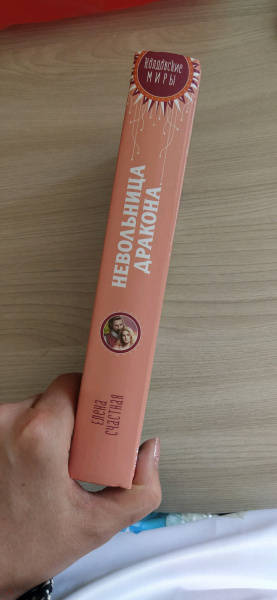 КОЛДОВСКИЕ
МИРЫ
НЕВОЛЬНИЦА
ДРАКОНА
ЕЛЕНА
СЧАСТНАЯ